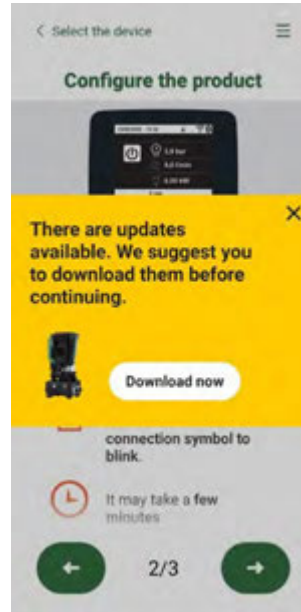 Select the device
Configure the product
There are updates
available. We suggest you
to download them before
continuing.
Download now
connection symbol to
blink.
It may take a few
minutes
2/3